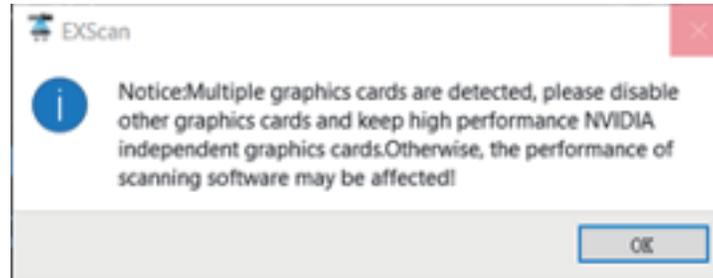 EXScan
Notice:Multiple graphics cards are detected, please disable
other graphics cards and keep high performance NVIDIA
independent graphics cards.Otherwise, the performance of
scanning software may be affected!
OK